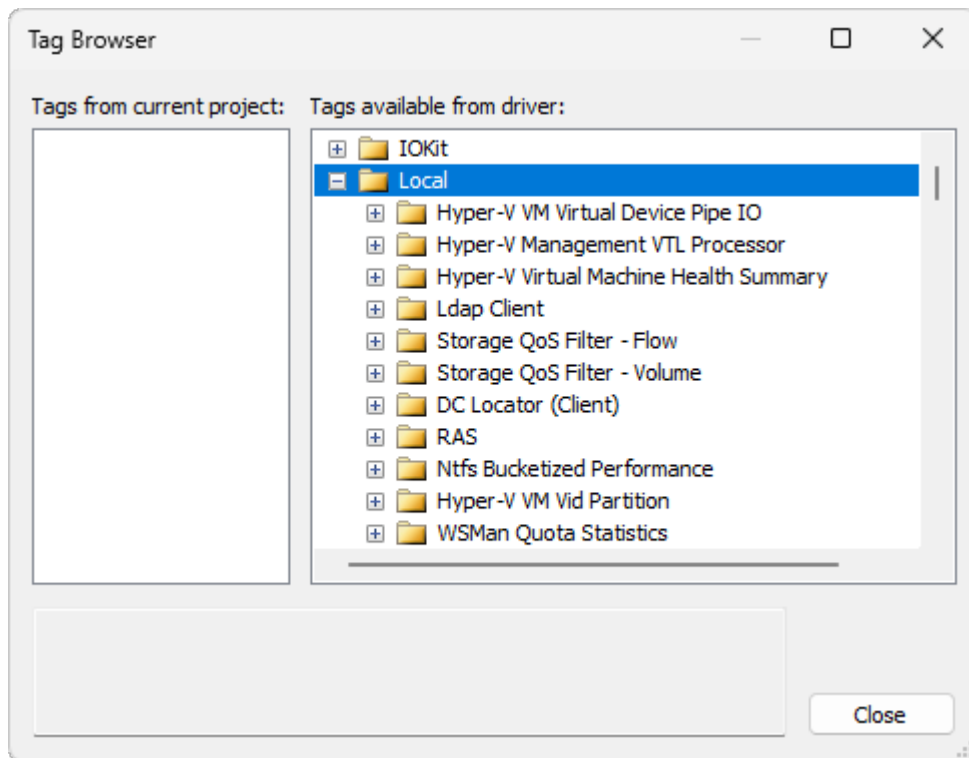 Tag Browser
Tags from current project:
Tags available from driver:
IOKit
Local
Hyper-V VM Virtual Device Pipe IO
Hyper-V Management VTL Processor
Hyper-V Virtual Machine Health Summary
Ldap Client
Storage QoS Filter - Flow
Storage QoS Filter - Volume
DC Locator (Client)
RAS
Ntfs Bucketized Performance
Hyper-V VM Vid Partition
WSMan Quota Statistics
Close